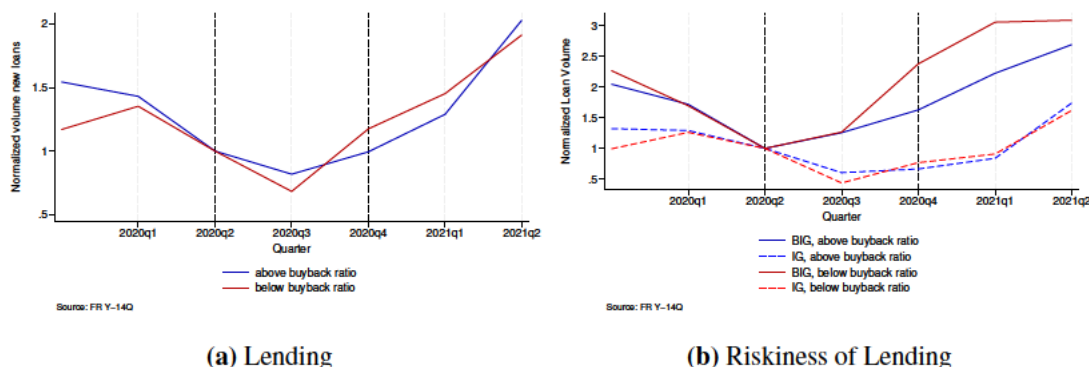 Normalized volume new loans
2
1.5
1
.5
2020q1 2020q2 2020q3 2020q4 2021q1 2021q2
Quarter
above buyback ratio
below buyback ratio
Source: FR Y-14Q
(a) Lending
Normalized Loan Volume
3
2.5
2
1.5
1
.5
2020q1 2020q2 2020q3 2020q4 2021q1 2021q2
Quarter
BIG, above buyback ratio
IG, above buyback ratio
BIG, below buyback ratio
IG, below buyback ratio
Source: FR Y-14Q
(b) Riskiness of Lending